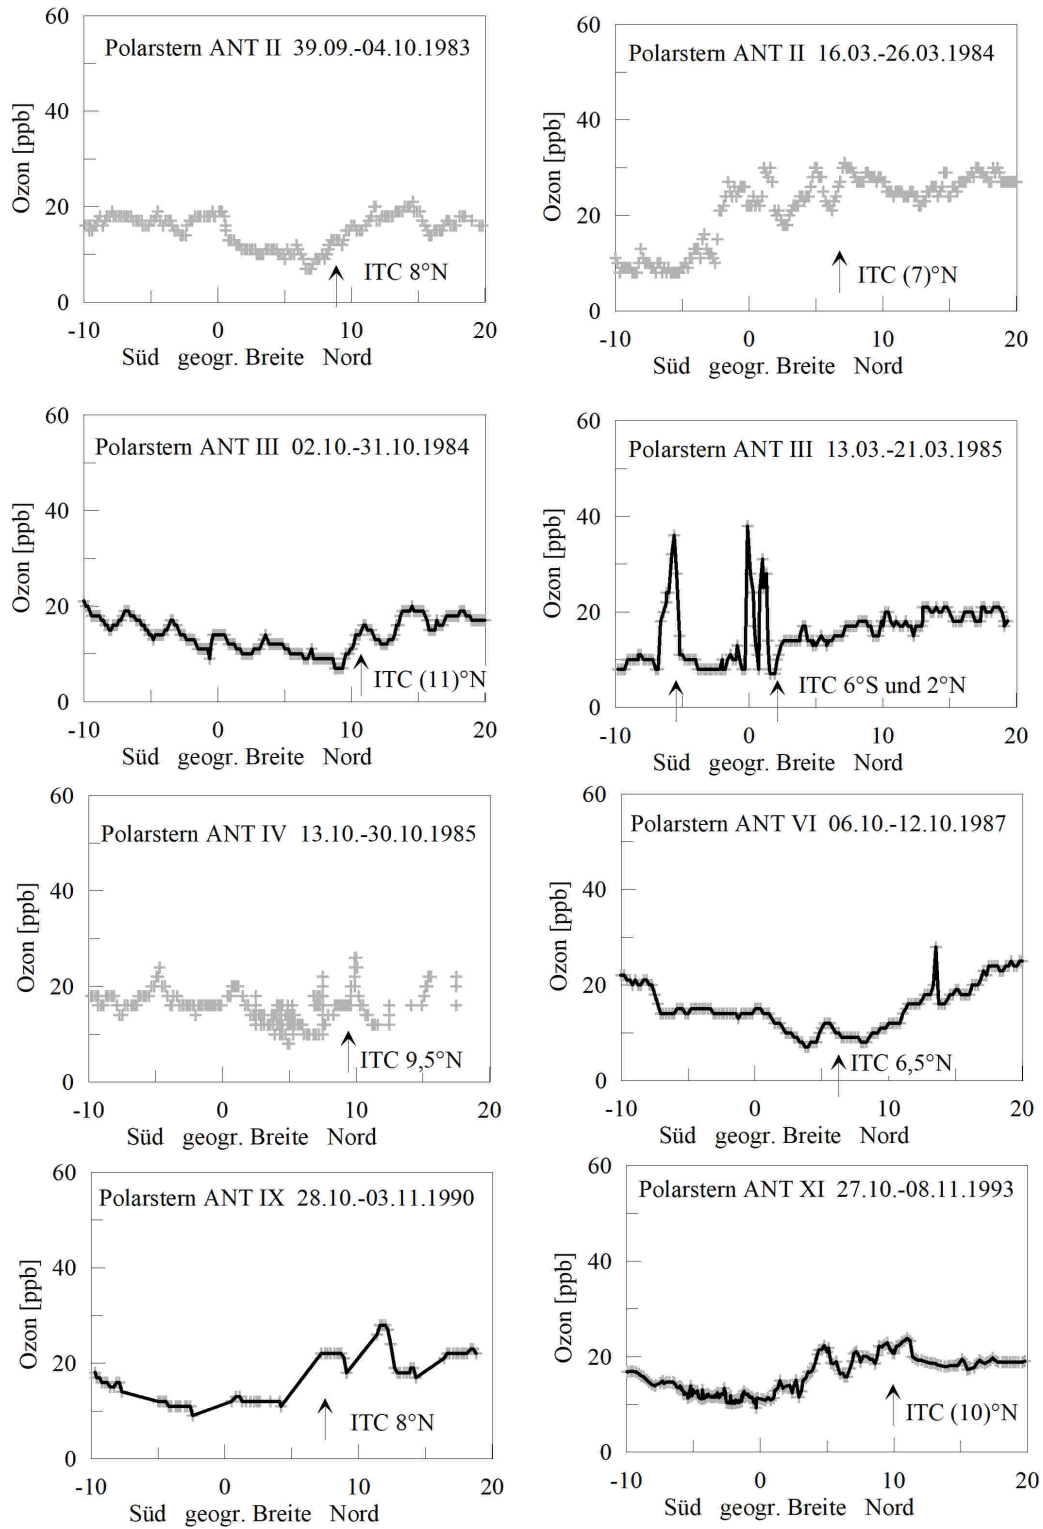 Polarstern ANT II 39.09.-04.10.1983
Ozon [ppb]
60
40
20
0
ITC 8°N
-10 0 10 20
Süd geogr. Breite Nord
Polarstern ANT II 16.03.-26.03.1984
Ozon [ppb]
60
40
20
0
ITC (7)°N
-10 0 10 20
Süd geogr. Breite Nord
Polarstern ANT III 02.10.-31.10.1984
Ozon [ppb]
60
40
20
0
ITC (11)°N
-10 0 10 20
Süd geogr. Breite Nord
Polarstern ANT III 13.03.-21.03.1985
Ozon [ppb]
60
40
20
0
ITC 6°S und 2°N
-10 0 10 20
Süd geogr. Breite Nord
Polarstern ANT IV 13.10.-30.10.1985
Ozon [ppb]
60
40
20
0
ITC 9,5°N
-10 0 10 20
Süd geogr. Breite Nord
Polarstern ANT VI 06.10.-12.10.1987
Ozon [ppb]
60
40
20
0
ITC 6,5°N
-10 0 10 20
Süd geogr. Breite Nord
Polarstern ANT IX 28.10.-03.11.1990
Ozon [ppb]
60
40
20
0
ITC 8°N
-10 0 10 20
Süd geogr. Breite Nord
Polarstern ANT XI 27.10.-08.11.1993
Ozon [ppb]
60
40
20
0
ITC (10)°N
-10 0 10 20
Süd geogr. Breite Nord